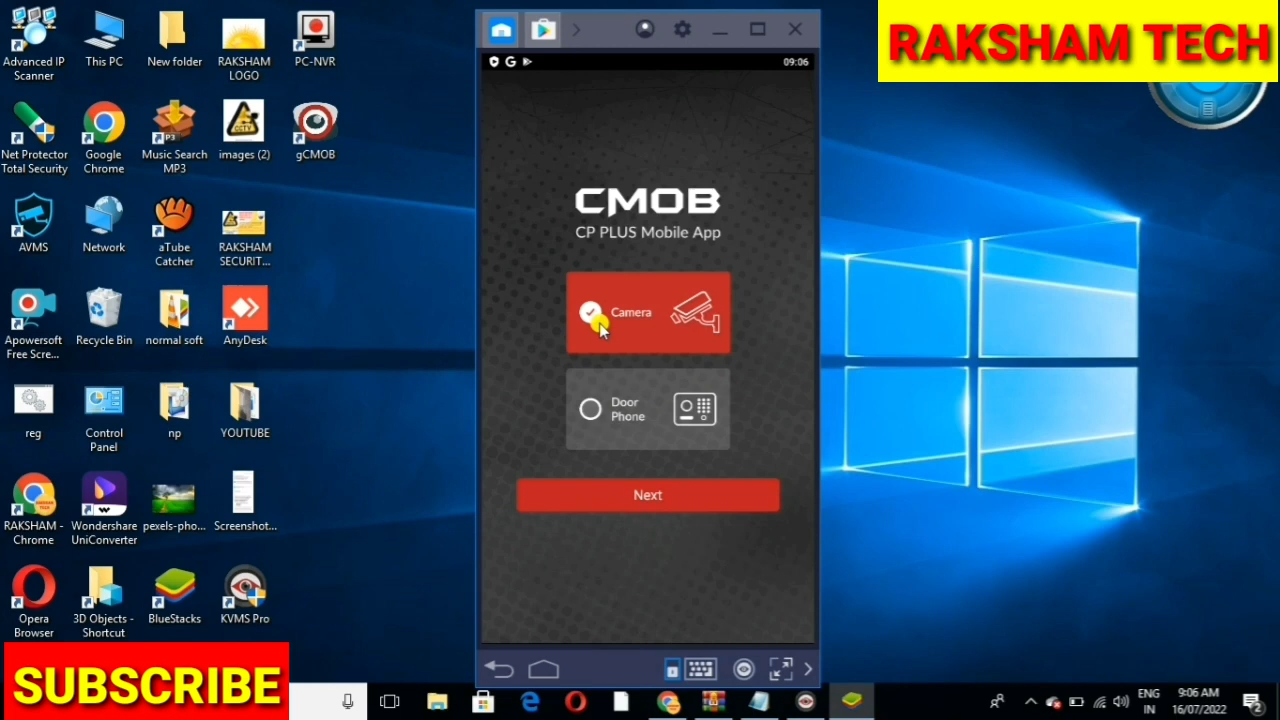 Advanced IP
Scanner
This PC
New folder
RAKSHAM
LOGO
PC-NVR
Net Protector
Total Security
Google
Chrome
P3
Music Search
MP3
CCTV
images (2)
gCMOB
AVMS
Network
aTube
Catcher
RAKSHAM
SECURIT...
Apowersoft
Free Scre...
Recycle Bin
normal soft
AnyDesk
reg
Control
Panel
np
YOUTUBE
RAKSHAM -
Chrome
Wondershare
UniConverter
pexels-pho...
Screenshot...
Opera
Browser
3D Objects -
Shortcut
BlueStacks
KVMS Pro
SUBSCRIBE
09:06
CMOB
CP PLUS Mobile App
Camera
Door
Phone
Next
RAKSHAM TECH
ENG
IN
9:06 AM
16/07/2022
2